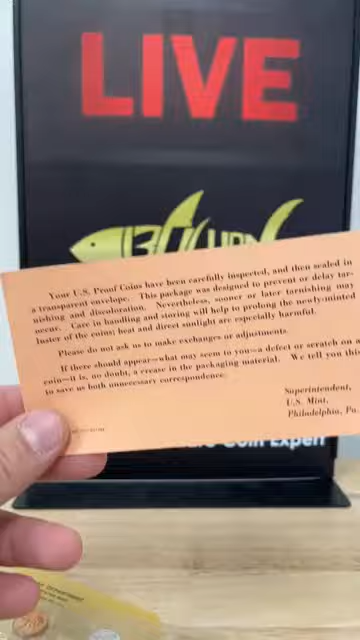 LIVE
BULLION
Your U.S. Proof Coins have been carefully inspected, and then sealed in
a transparent envelope. This package was designed to prevent or delay tar-
nishing and discoloration. Nevertheless, sooner or later tarnishing may
occur. Care in handling and storing will help to prolong the newly-minted
luster of the coins; heat and direct sunlight are especially harmful.
Please do not ask us to make exchanges or adjustments.
If there should appear—what may seem to you—a defect or scratch on a
coin—it is, no doubt, a crease in the packaging material. We tell you this
to save us both unnecessary correspondence.
Superintendent,
U.S. Mint,
Philadelphia, Pa.
Coin Expert